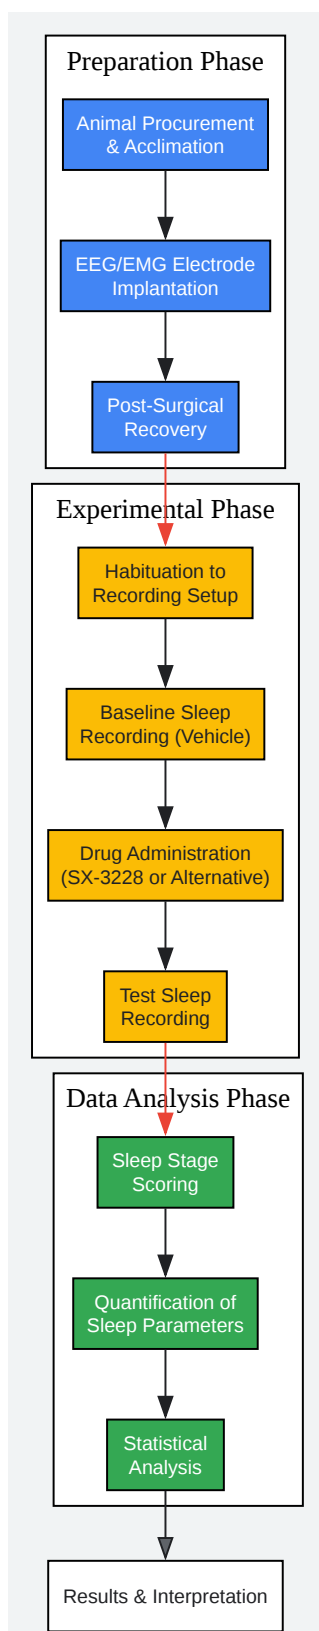 Preparation Phase
Animal Procurement
& Acclimation
EEG/EMG Electrode
Implantation
Post-Surgical
Recovery
Experimental Phase
Habituation to
Recording Setup
Baseline Sleep
Recording (Vehicle)
Drug Administration
(SX-3228 or Alternative)
Test Sleep
Recording
Data Analysis Phase
Sleep Stage
Scoring
Quantification of
Sleep Parameters
Statistical
Analysis
Results & Interpretation